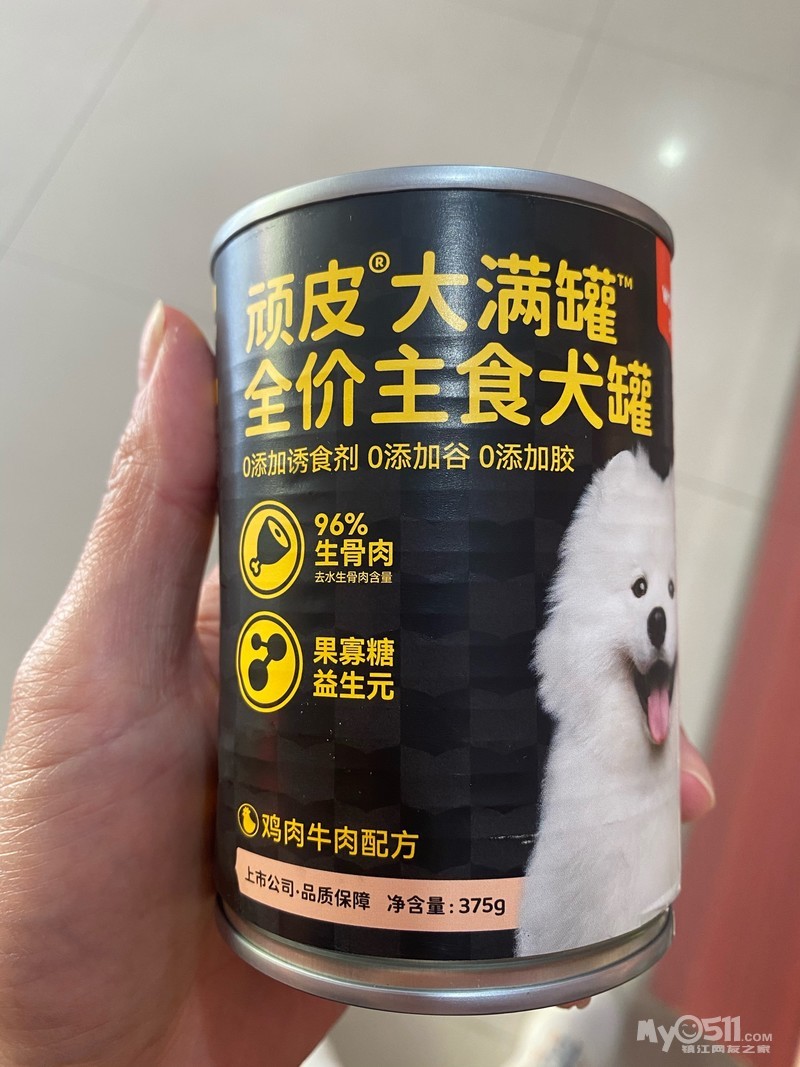 顽皮®大满罐™
全价主食犬罐
0添加诱食剂 0添加谷 0添加胶
96%
生骨肉
去水生骨肉含量
果寡糖
益生元
鸡肉牛肉配方
上市公司·品质保障 净含量:375g
My0511.COM
镇江网友之家